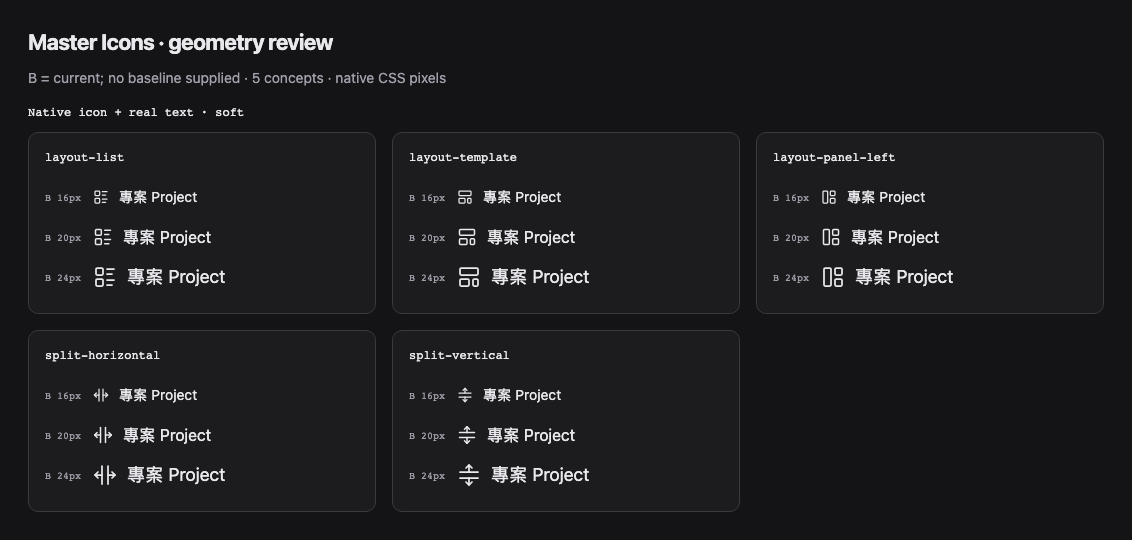 Master Icons · geometry review
B = current; no baseline supplied · 5 concepts · native CSS pixels
Native icon + real text · soft
layout-list
B 16px 專案 Project
B 20px 專案 Project
B 24px 專案 Project
layout-template
B 16px 專案 Project
B 20px 專案 Project
B 24px 專案 Project
layout-panel-left
B 16px 專案 Project
B 20px 專案 Project
B 24px 專案 Project
split-horizontal
B 16px 專案 Project
B 20px 專案 Project
B 24px 專案 Project
split-vertical
B 16px 專案 Project
B 20px 專案 Project
B 24px 專案 Project